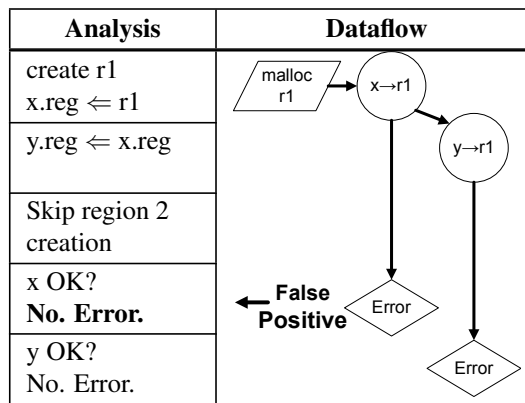 Analysis Dataflow
create r1
x.reg ⇐ r1
malloc
r1
x→r1
y.reg ⇐ x.reg
y→r1
Skip region 2
creation
x OK?
No. Error.
False
Positive
Error
y OK?
No. Error.
Error